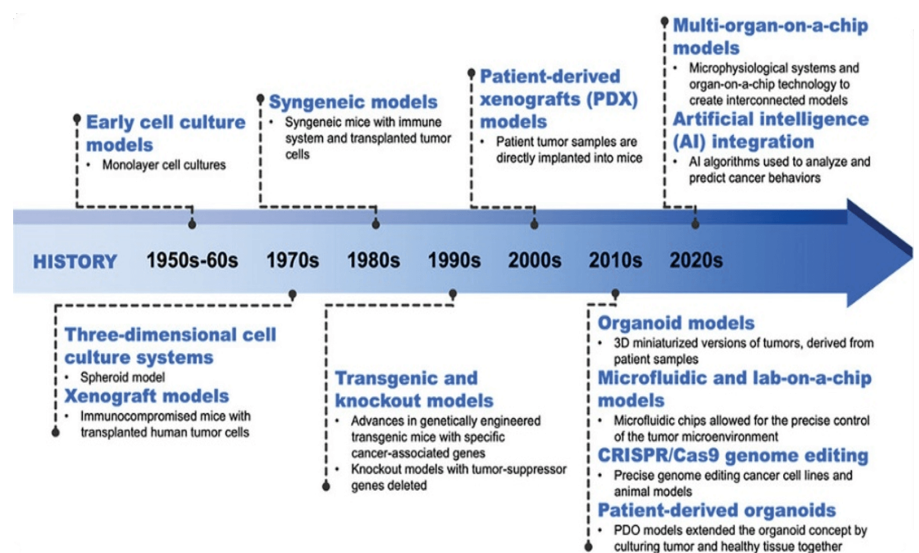 Early cell culture
models
• Monolayer cell cultures
Syngeneic models
• Syngeneic mice with immune
system and transplanted tumor
cells
Patient-derived
xenografts (PDX)
models
• Patient tumor samples are
directly implanted into mice
Multi-organ-on-a-chip
models
• Microphysiological systems and
organ-on-a-chip technology to
create interconnected models
Artificial intelligence
(AI) integration
• AI algorithms used to analyze and
predict cancer behaviors
HISTORY 1950s-60s 1970s 1980s 1990s 2000s 2010s 2020s
Three-dimensional cell
culture systems
• Spheroid model
Xenograft models
• Immunocompromised mice with
transplanted human tumor cells
Transgenic and
knockout models
• Advances in genetically engineered
transgenic mice with specific
cancer-associated genes
• Knockout models with tumor-suppressor
genes deleted
Organoid models
• 3D miniaturized versions of tumors, derived from
patient samples
Microfluidic and lab-on-a-chip
models
• Microfluidic chips allowed for the precise control
of the tumor microenvironment
CRISPR/Cas9 genome editing
• Precise genome editing cancer cell lines and
animal models
Patient-derived organoids
• PDO models extended the organoid concept by
culturing tumor and healthy tissue together